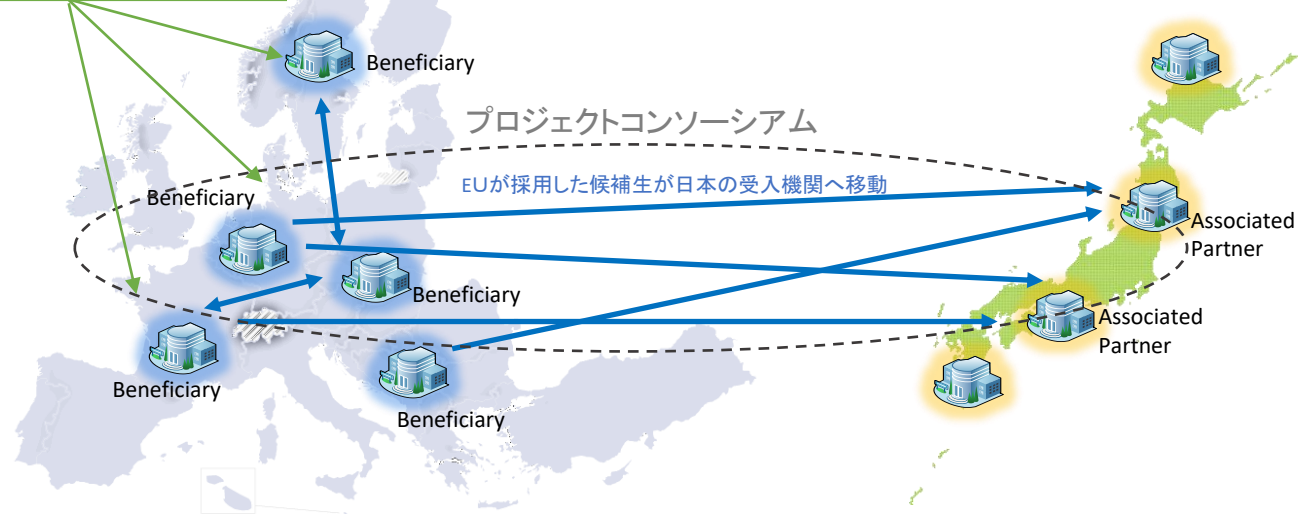 Beneficiary
プロジェクトコンソーシアム
EUが採用した候補生が日本の受入機関へ移動
Beneficiary
Associated
Partner
Beneficiary
Associated
Partner
Beneficiary
Beneficiary